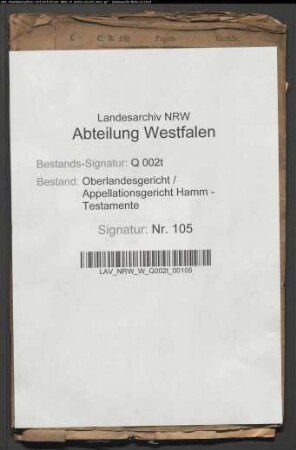 Landesarchiv NRW
Abteilung Westfalen
Bestands-Signatur: Q 002t
Bestand: Oberlandesgericht /
Appellationsgericht Hamm -
Testamente
Signatur: Nr. 105
LAV_NRW_W_Q002t_00105